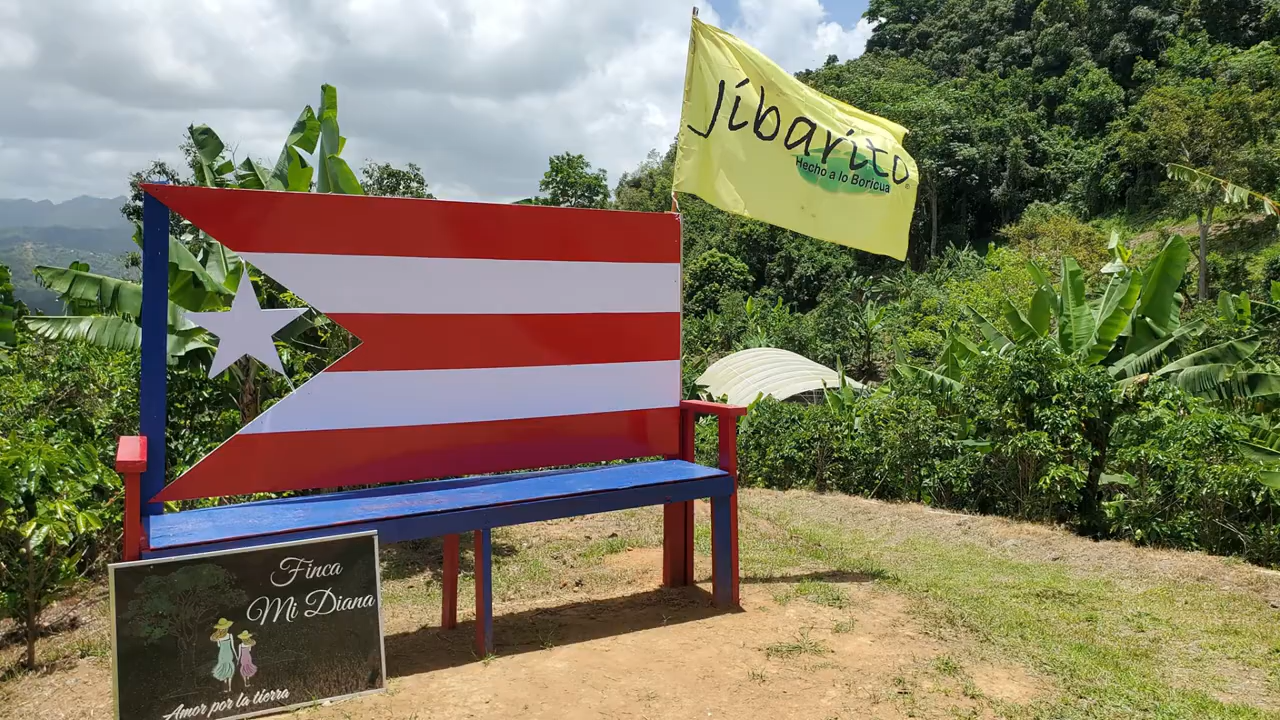 Jíbarito
Hecho a lo Boricua
Finca
Mi Diana
Amor por la tierra